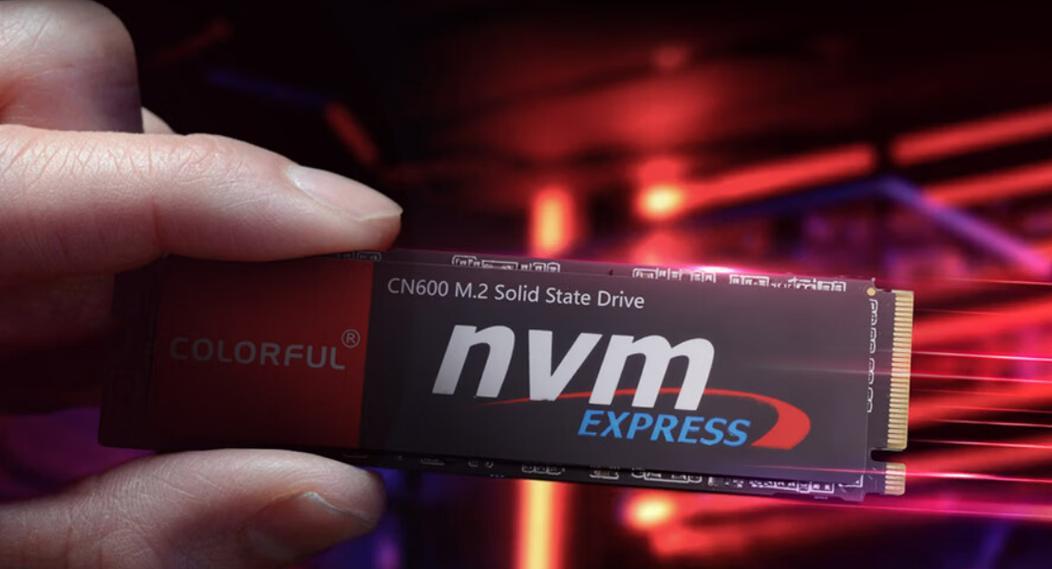 CN600 M.2 Solid State Drive
COLORFUL®
nvm
EXPRESS